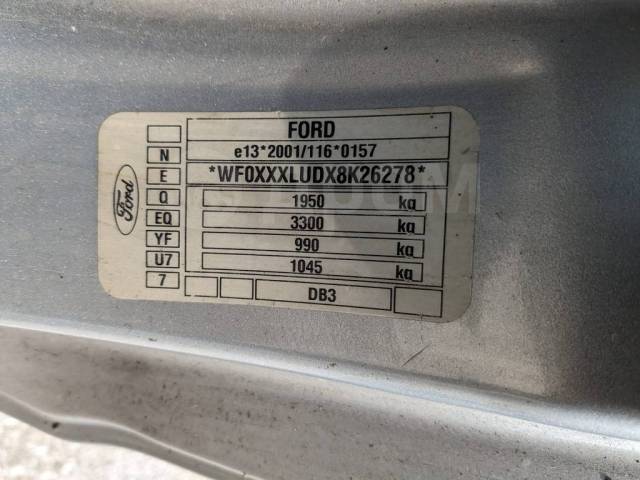 FORD
e13*2001/116*0157
*WF0XXXLUDX8K26278*
1950 kg
3300 kg
990 kg
1045 kg
DB3
Ford
N
E
Q
EQ
YF
U7
7